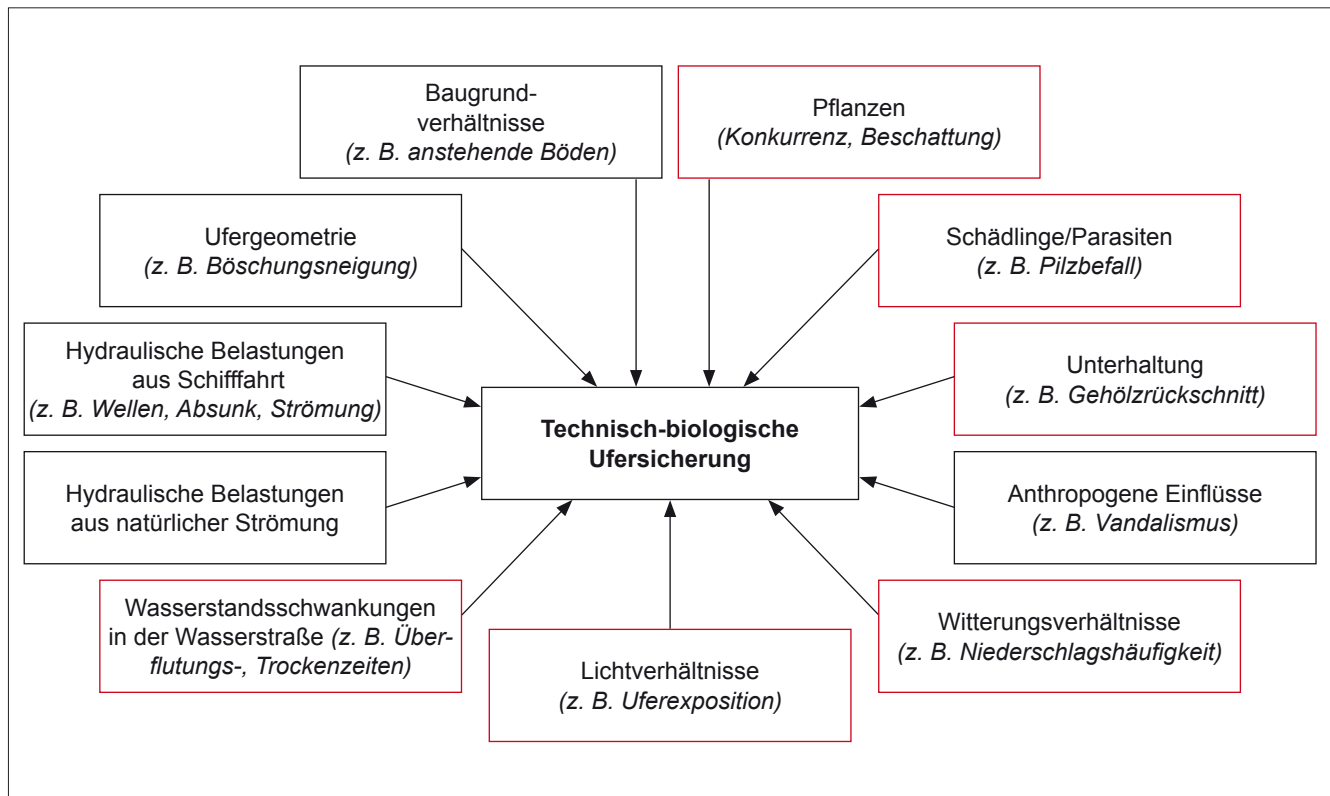 Baugrund-
verhältnisse
(z. B. anstehende Böden)
Pflanzen
(Konkurrenz, Beschattung)
Ufergeometrie
(z. B. Böschungsneigung)
Schädlinge/Parasiten
(z. B. Pilzbefall)
Hydraulische Belastungen
aus Schifffahrt
(z. B. Wellen, Absunk, Strömung)
Unterhaltung
(z. B. Gehölzrückschnitt)
Technisch-biologische
Ufersicherung
Hydraulische Belastungen
aus natürlicher Strömung
Anthropogene Einflüsse
(z. B. Vandalismus)
Wasserstandsschwankungen
in der Wasserstraße (z. B. Über-
flutungs-, Trockenzeiten)
Lichtverhältnisse
(z. B. Uferexposition)
Witterungsverhältnisse
(z. B. Niederschlagshäufigkeit)